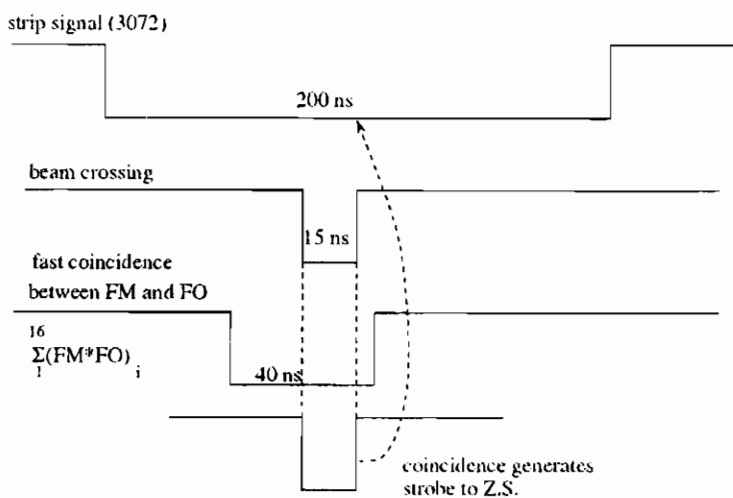 strip signal (3072)
200 ns
beam crossing
15 ns
fast coincidence
between FM and FO
16
Σ(FM*FO)
1
i
40 ns
coincidence generates
strobe to Z.S.